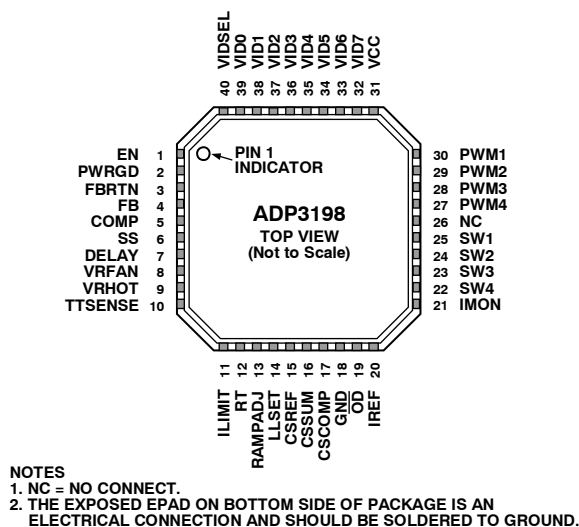 VIDSEL
VID0
VID1
VID2
VID3
VID4
VID5
VID6
VID7
VCC
40 39 38 37 36 35 34 33 32 31
EN 1
PWRGD 2
FBRTN 3
FB 4
COMP 5
SS 6
DELAY 7
VRFAN 8
VRHOT 9
TTSENSE 10
PIN 1
INDICATOR
ADP3198
TOP VIEW
(Not to Scale)
30 PWM1
29 PWM2
28 PWM3
27 PWM4
26 NC
25 SW1
24 SW2
23 SW3
22 SW4
21 IMON
11 12 13 14 15 16 17 18 19 20
ILIMIT
RT
RAMPADJ
LLSET
CSREF
CSSUM
CSCOMP
GND
OD
IREF
NOTES
1. NC = NO CONNECT.
2. THE EXPOSED EPAD ON BOTTOM SIDE OF PACKAGE IS AN
ELECTRICAL CONNECTION AND SHOULD BE SOLDERED TO GROUND.